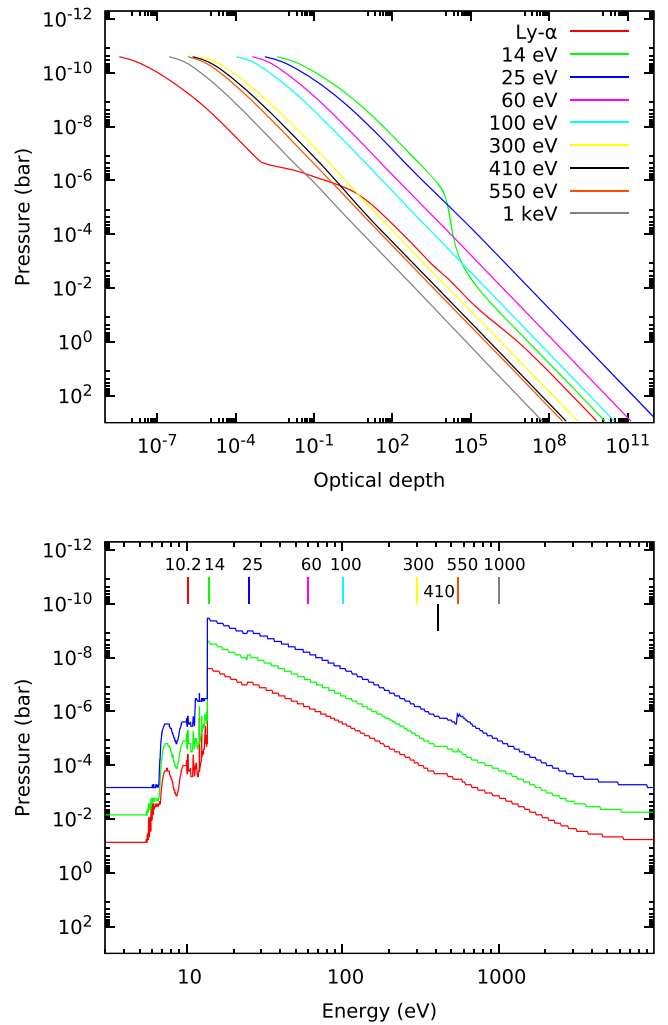 10^-12
10^-10
10^-8
10^-6
10^-4
10^-2
10^0
10^2
Pressure (bar)
Ly-α
14 eV
25 eV
60 eV
100 eV
300 eV
410 eV
550 eV
1 keV
10^-7 10^-4 10^-1 10^2 10^5 10^8 10^11
Optical depth
10^-12
10^-10
10^-8
10^-6
10^-4
10^-2
10^0
10^2
Pressure (bar)
10.2 14 25 60 100 300 550 1000
410
10 100 1000
Energy (eV)